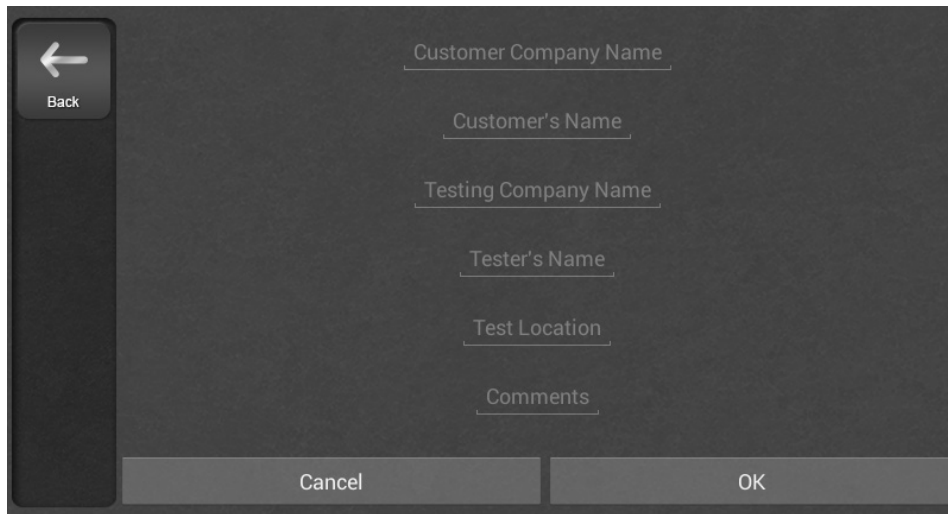 Back
Customer Company Name
Customer's Name
Testing Company Name
Tester's Name
Test Location
Comments
Cancel
OK